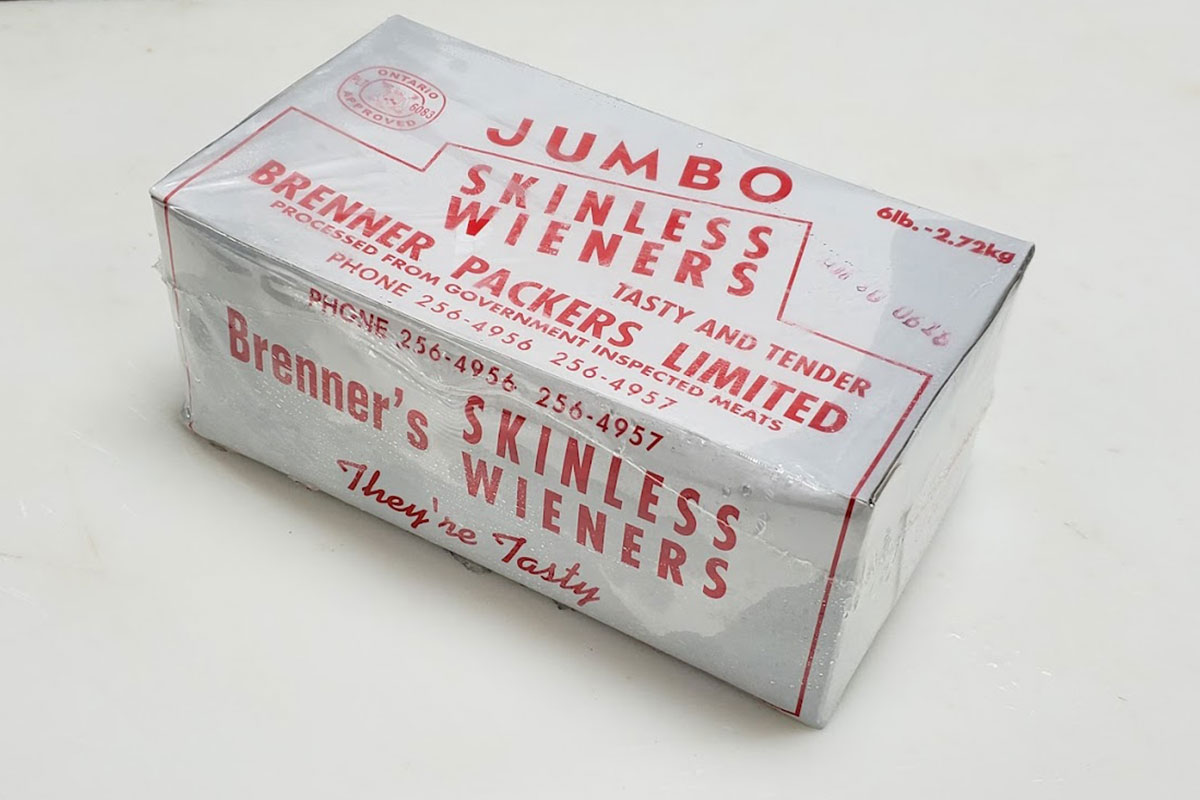 ONTARIO
6083
APPROVED
JUMBO
6lb.-2.72kg
SKINLESS
WIENERS
TASTY AND TENDER
BRENNER PACKERS LIMITED
PROCESSED FROM GOVERNMENT INSPECTED MEATS
PHONE 256-4956 256-4957
PHONE 256-4956 256-4957
Brenner's SKINLESS
WIENERS
They're Tasty